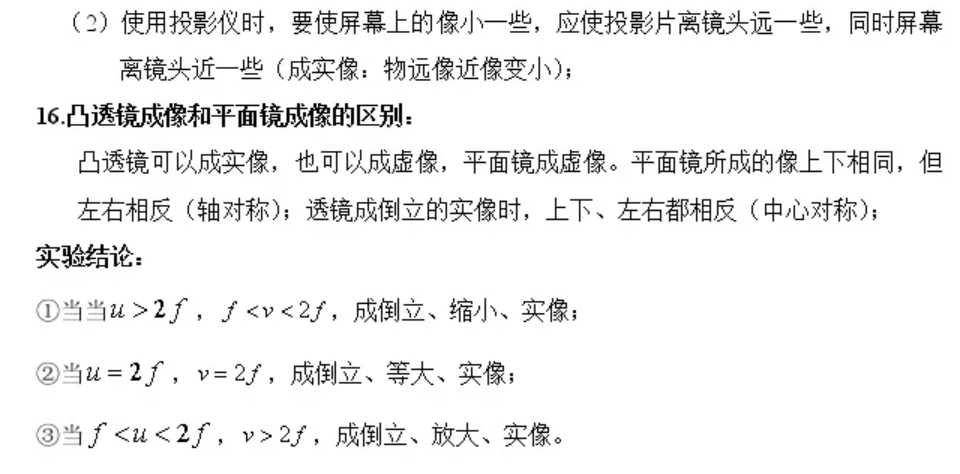 （2）使用投影仪时，要使屏幕上的像小一些，应使投影片离镜头远一些，同时屏幕
离镜头近一些（成实像：物远像近像变小）；
16.凸透镜成像和平面镜成像的区别：
凸透镜可以成实像，也可以成虚像，平面镜成虚像。平面镜所成的像上下相同，但
左右相反（轴对称）；透镜成倒立的实像时，上下、左右都相反（中心对称）；
实验结论：
①当当u>2f，f<v<2f，成倒立、缩小、实像；
②当u=2f，v=2f，成倒立、等大、实像；
③当f<u<2f，v>2f，成倒立、放大、实像。